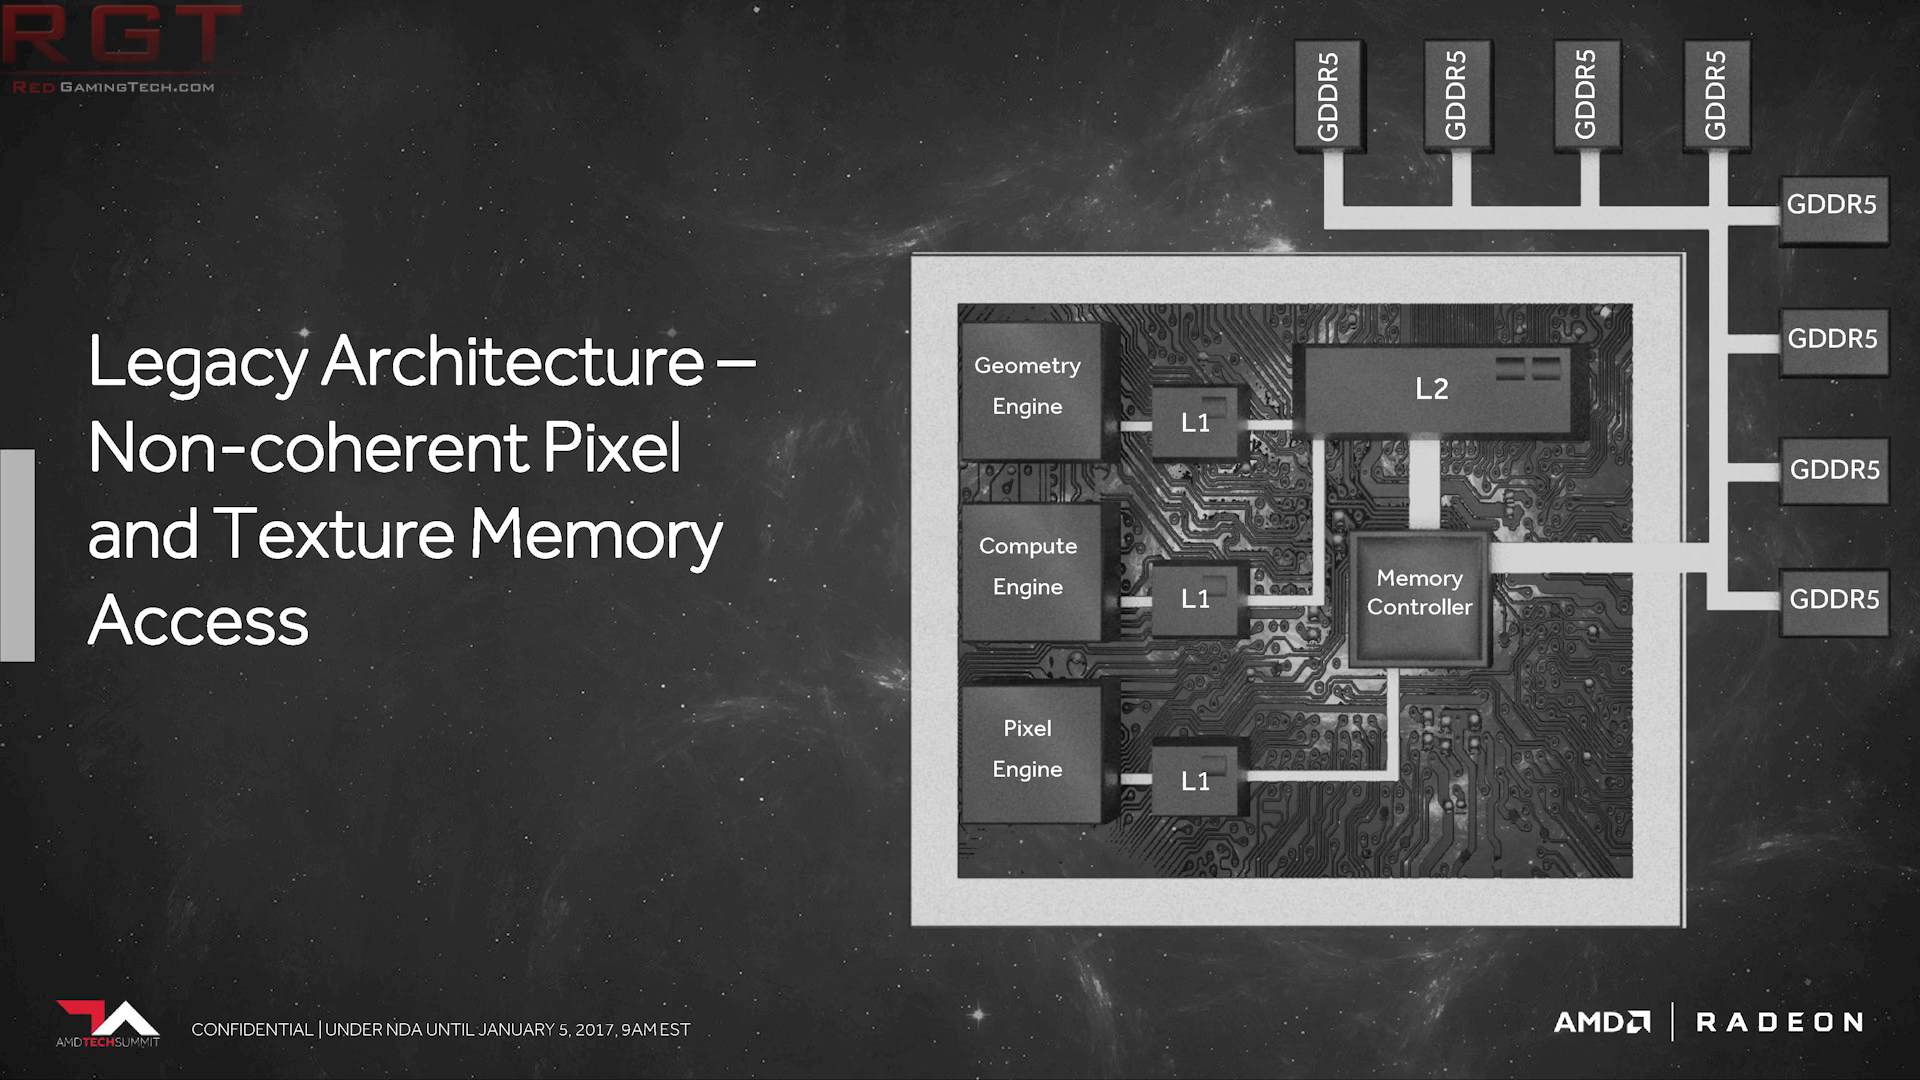 RGT
REDGAMINGTECH.COM
Legacy Architecture –
Non-coherent Pixel
and Texture Memory
Access
GDDR5
GDDR5
GDDR5
GDDR5
GDDR5
GDDR5
GDDR5
GDDR5
Geometry
Engine
L1
L2
Compute
Engine
L1
Memory
Controller
Pixel
Engine
L1
AMDTECHSUMMIT
CONFIDENTIAL | UNDER NDA UNTIL JANUARY 5, 2017, 9AM EST
AMD
RADEON